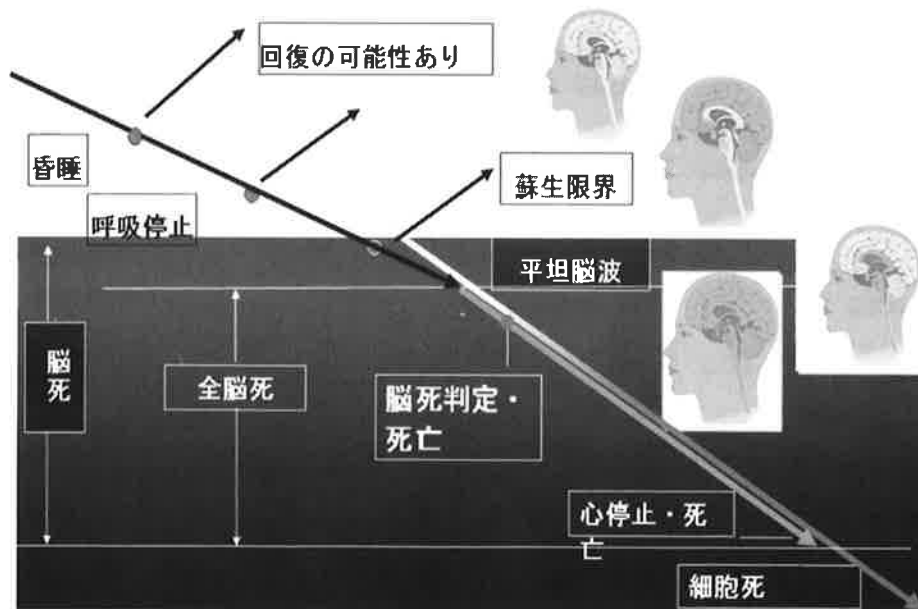 回復の可能性あり
昏睡
蘇生限界
呼吸停止
平坦脳波
脳
死
全脳死
脳死判定・
死亡
心停止・死
亡
細胞死